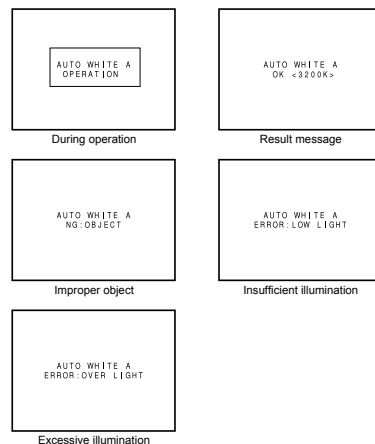 AUTO WHITE A
OPERATION
During operation
AUTO WHITE A
OK <3200K>
Result message
AUTO WHITE A
NG:OBJECT
Improper object
AUTO WHITE A
ERROR:LOW LIGHT
Insufficient illumination
AUTO WHITE A
ERROR:OVER LIGHT
Excessive illumination